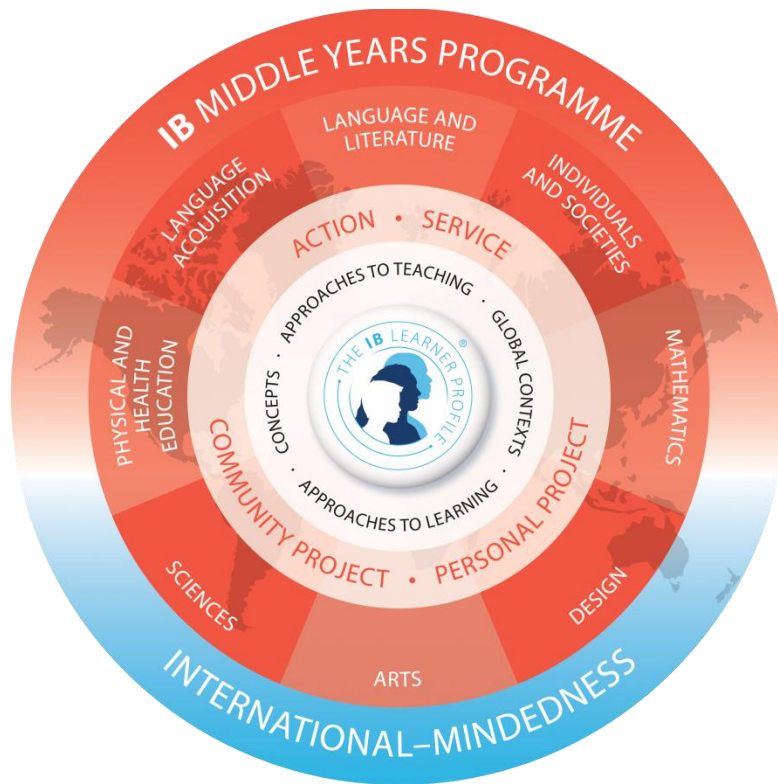 IB MIDDLE YEARS PROGRAMME
LANGUAGE AND
LITERATURE
INDIVIDUALS
AND SOCIETIES
MATHEMATICS
DESIGN
ARTS
SCIENCES
PHYSICAL AND
HEALTH
EDUCATION
LANGUAGE
ACQUISITION
ACTION • SERVICE
PERSONAL PROJECT
•
COMMUNITY PROJECT
APPROACHES TO TEACHING · GLOBAL CONTEXTS · APPROACHES TO LEARNING · CONCEPTS ·
• THE IB LEARNER PROFILE •
®
INTERNATIONAL–MINDEDNESS